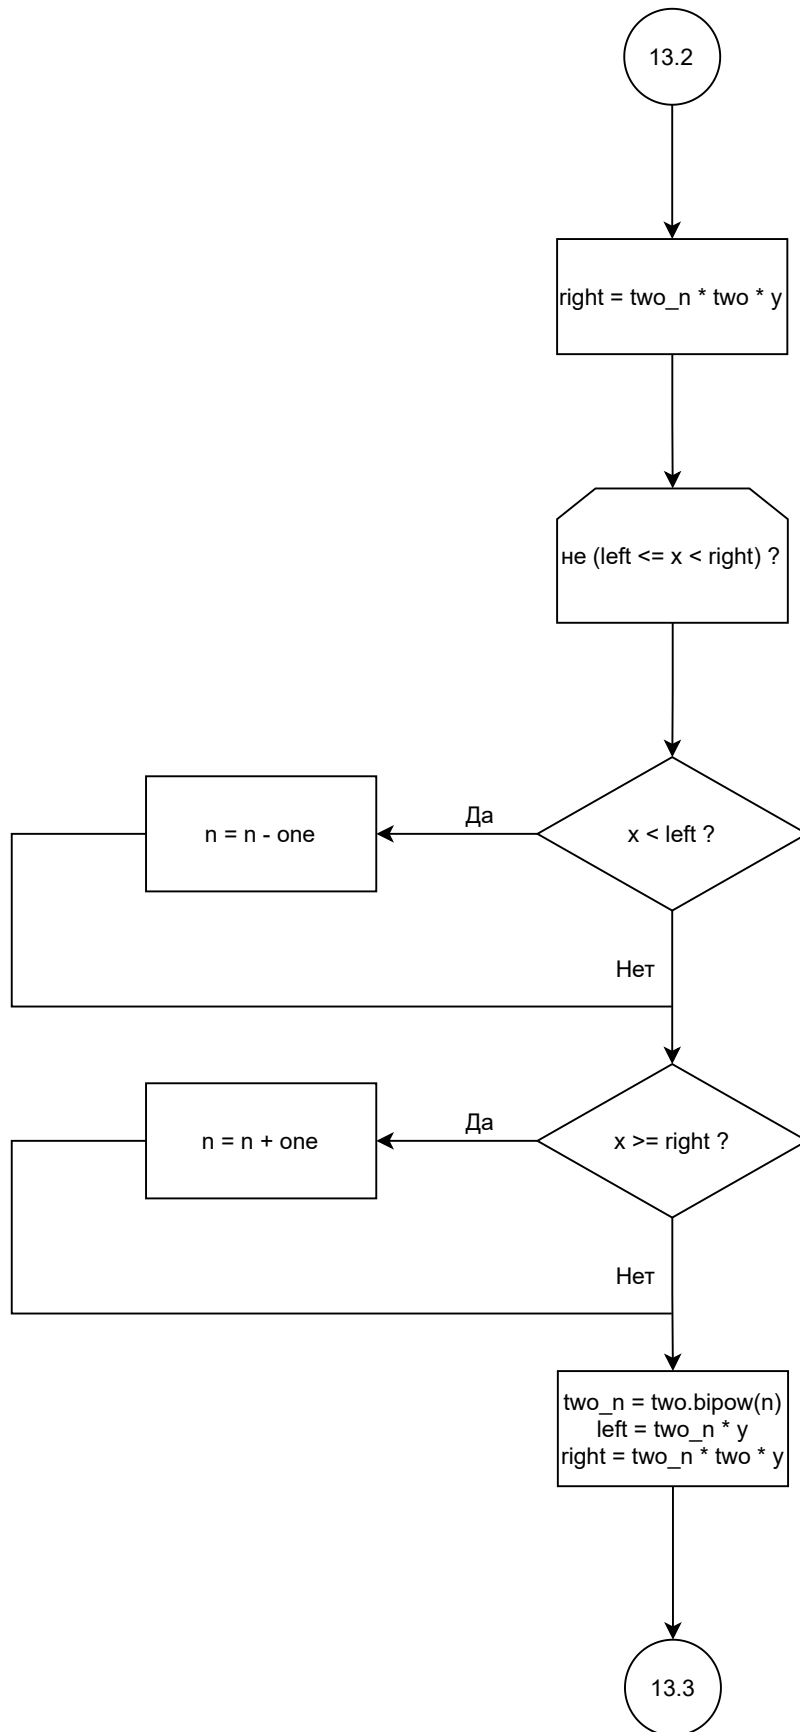 13.2
right = two_n * two * y
не (left <= x < right) ?
x < left ?
Да
n = n - one
Нет
x >= right ?
Да
n = n + one
Нет
two_n = two.bipow(n)
left = two_n * y
right = two_n * two * y
13.3